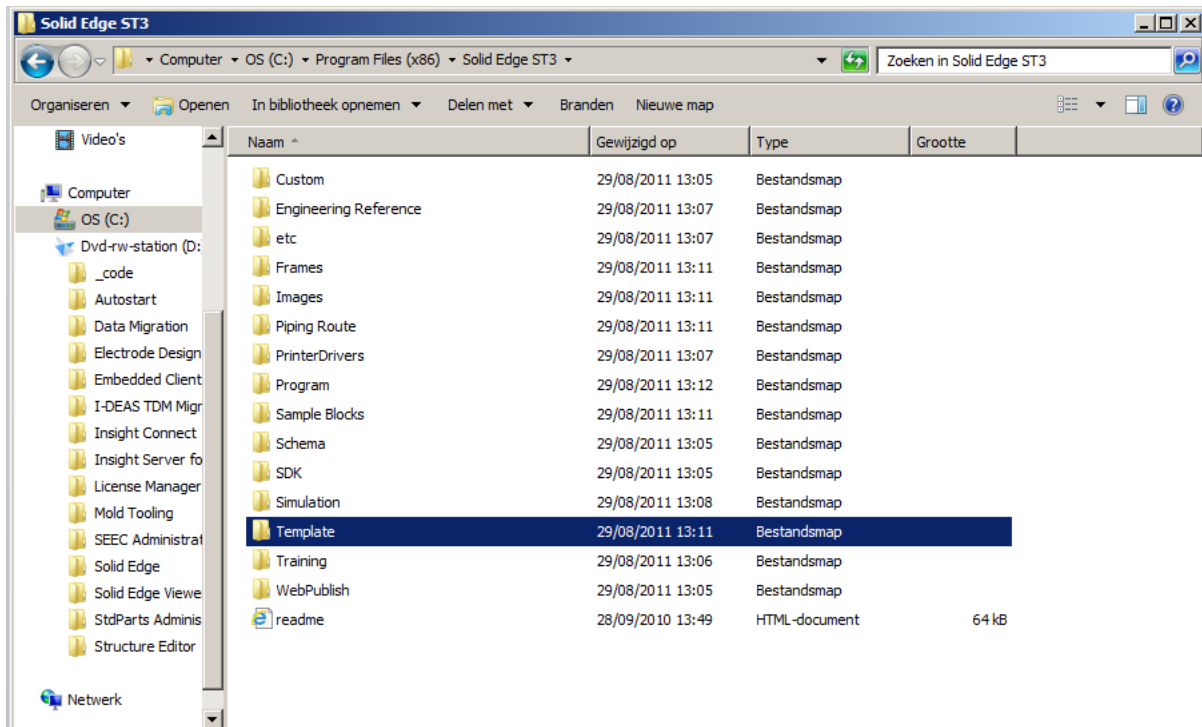 Solid Edge ST3
Computer OS (C:) Program Files (x86) Solid Edge ST3
Zoeken in Solid Edge ST3
Organiseren Openen In bibliotheek opnemen Delen met Branden Nieuwe map
Video's
Computer
OS (C:)
Dvd-rw-station (D:
_code
Autostart
Data Migration
Electrode Design
Embedded Client
I-DEAS TDM Migr
Insight Connect
Insight Server fo
License Manager
Mold Tooling
SEEC Administrat
Solid Edge
Solid Edge Viewe
StdParts Adminis
Structure Editor
Netwerk
Naam Gewijzigd op Type Grootte
Custom 29/08/2011 13:05 Bestandsmap
Engineering Reference 29/08/2011 13:07 Bestandsmap
etc 29/08/2011 13:07 Bestandsmap
Frames 29/08/2011 13:11 Bestandsmap
Images 29/08/2011 13:11 Bestandsmap
Piping Route 29/08/2011 13:11 Bestandsmap
PrinterDrivers 29/08/2011 13:07 Bestandsmap
Program 29/08/2011 13:12 Bestandsmap
Sample Blocks 29/08/2011 13:11 Bestandsmap
Schema 29/08/2011 13:05 Bestandsmap
SDK 29/08/2011 13:05 Bestandsmap
Simulation 29/08/2011 13:08 Bestandsmap
Template 29/08/2011 13:11 Bestandsmap
Training 29/08/2011 13:06 Bestandsmap
WebPublish 29/08/2011 13:05 Bestandsmap
readme 28/09/2010 13:49 HTML-document 64 kB